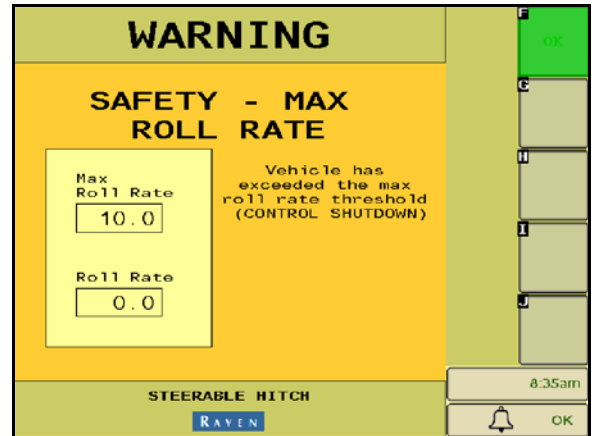 WARNING
SAFETY - MAX
ROLL RATE
Max
Roll Rate
10.0
Roll Rate
0.0
Vehicle has
exceeded the max
roll rate threshold
(CONTROL SHUTDOWN)
STEERABLE HITCH
RAVEN
F
OK
G
H
I
J
8:35am
OK